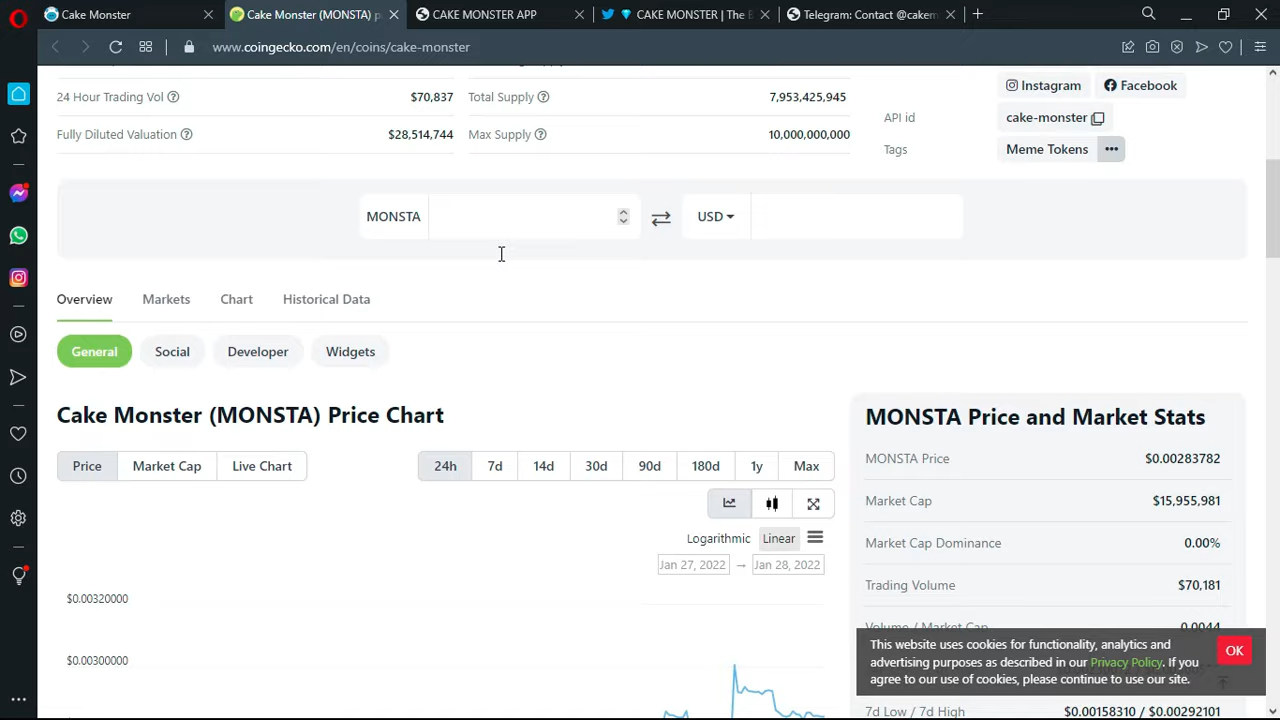 Cake Monster
Cake Monster (MONSTA) p
CAKE MONSTER APP
CAKE MONSTER | The B
Telegram: Contact @cakem
www.coingecko.com/en/coins/cake-monster
24 Hour Trading Vol $70,837
Total Supply 7,953,425,945
Fully Diluted Valuation $28,514,744
Max Supply 10,000,000,000
Instagram Facebook
API id cake-monster
Tags Meme Tokens •••
MONSTA USD
Overview Markets Chart Historical Data
General Social Developer Widgets
Cake Monster (MONSTA) Price Chart
Price Market Cap Live Chart
24h 7d 14d 30d 90d 180d 1y Max
Logarithmic Linear
Jan 27, 2022 → Jan 28, 2022
$0.00320000
$0.00300000
MONSTA Price and Market Stats
MONSTA Price $0.00283782
Market Cap $15,955,981
Market Cap Dominance 0.00%
Trading Volume $70,181
Volume / Market Cap 0.0044
This website uses cookies for functionality, analytics and
advertising purposes as described in our Privacy Policy. If you
agree to our use of cookies, please continue to use our site.
OK
7d Low / 7d High $0.00158310 / $0.00292101